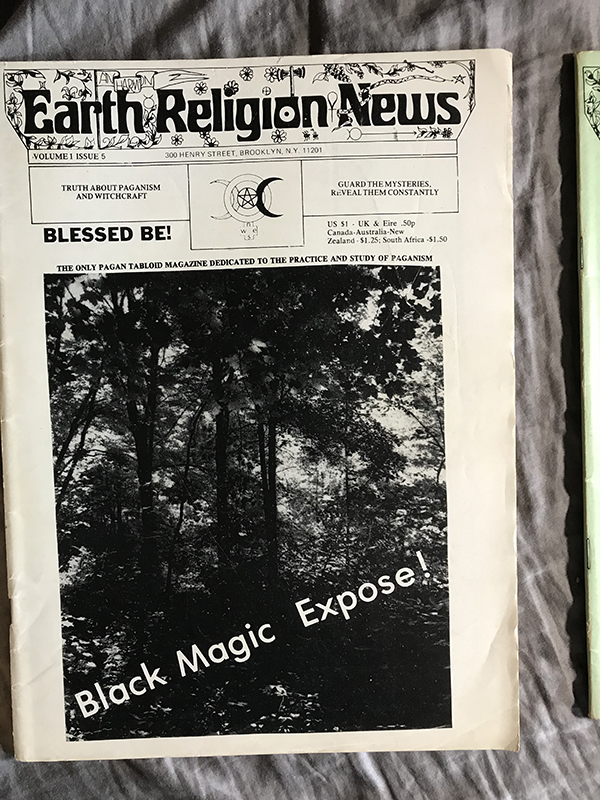 Earth Religion News
VOLUME 1 ISSUE 5
300 HENRY STREET, BROOKLYN, N.Y. 11201
TRUTH ABOUT PAGANISM
AND WITCHCRAFT
GUARD THE MYSTERIES,
REVEAL THEM CONSTANTLY
BLESSED BE!
US $1 - UK & Eire .50p
Canada-Australia-New
Zealand - $1.25; South Africa -$1.50
THE ONLY PAGAN TABLOID MAGAZINE DEDICATED TO THE PRACTICE AND STUDY OF PAGANISM
Black Magic Expose!